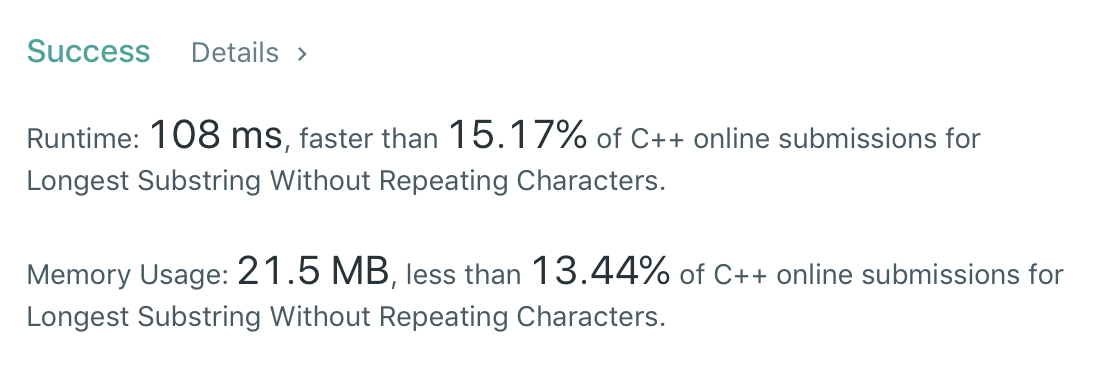 Success Details >
Runtime: 108 ms, faster than 15.17% of C++ online submissions for
Longest Substring Without Repeating Characters.
Memory Usage: 21.5 MB, less than 13.44% of C++ online submissions for
Longest Substring Without Repeating Characters.